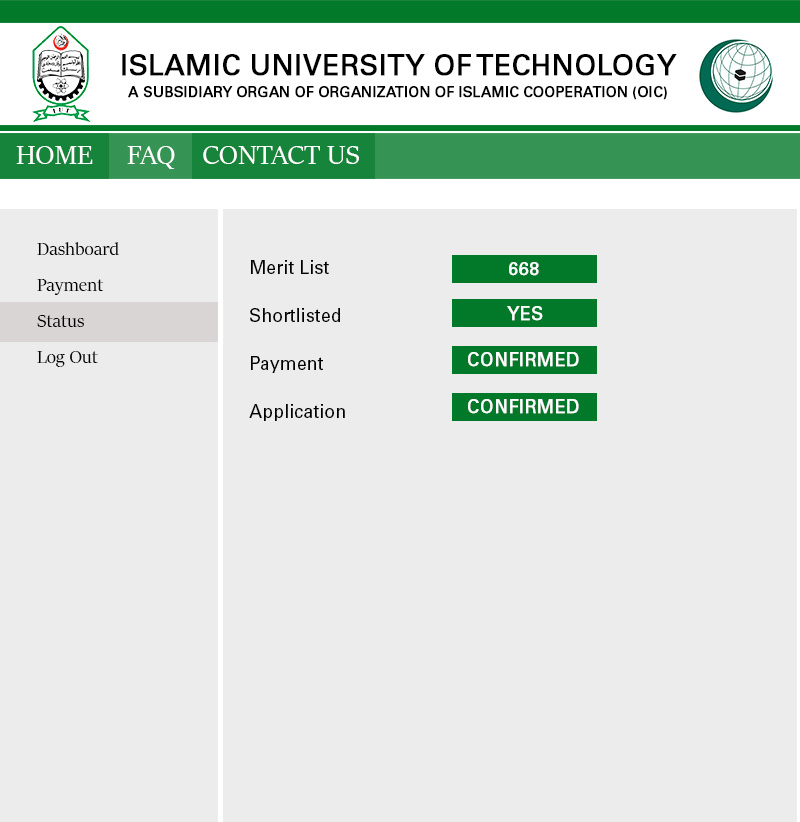 IUT
ISLAMIC UNIVERSITY OF TECHNOLOGY
A SUBSIDIARY ORGAN OF ORGANIZATION OF ISLAMIC COOPERATION (OIC)
HOME FAQ CONTACT US
Dashboard
Payment
Status
Log Out
Merit List 668
Shortlisted YES
Payment CONFIRMED
Application CONFIRMED